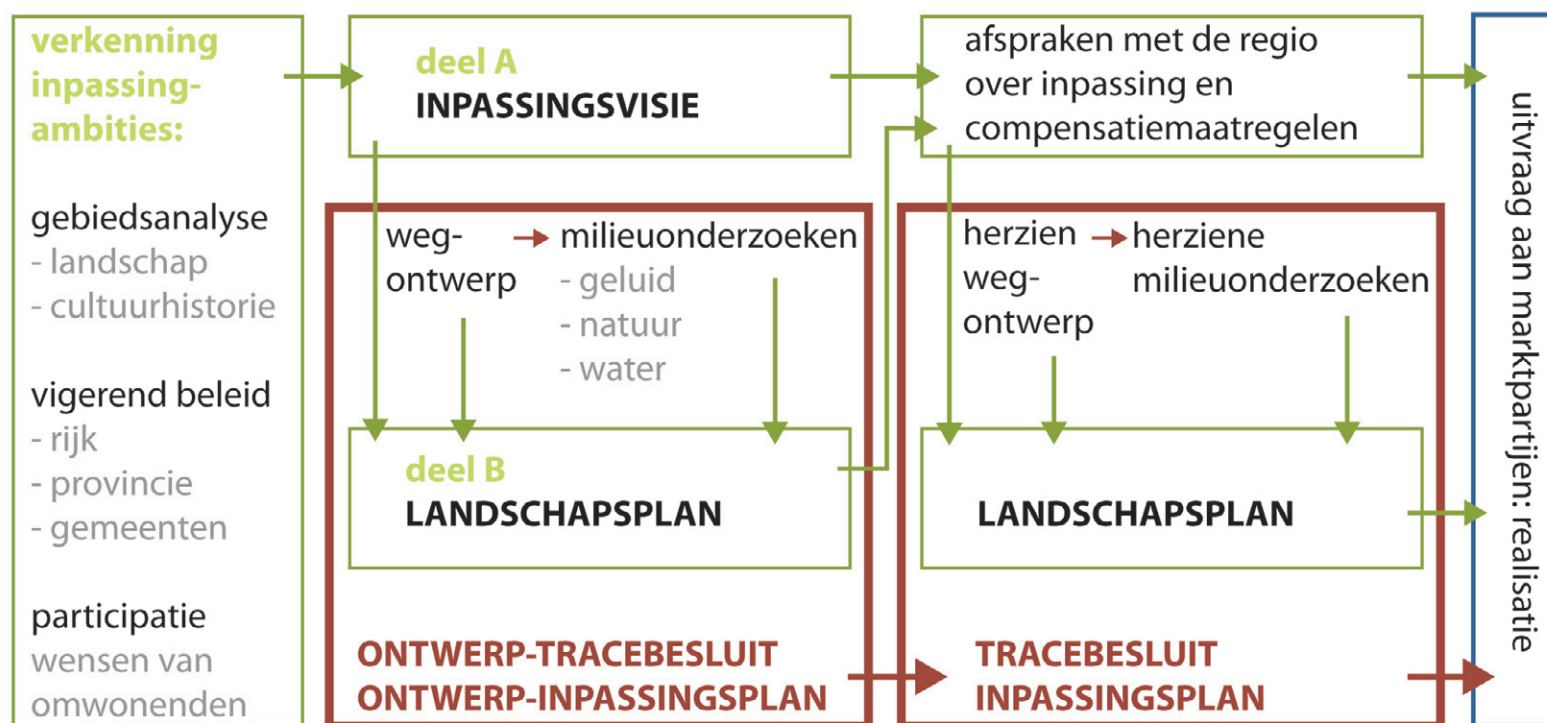 verkenning
inpassing-
ambities:
gebiedsanalyse
- landschap
- cultuurhistorie
vigerend beleid
- rijk
- provincie
- gemeenten
participatie
wensen van
omwonenden
deel A
INPASSINGSVISIE
afspraken met de regio
over inpassing en
compensatiemaatregelen
weg-
ontwerp
milieuonderzoeken
- geluid
- natuur
- water
deel B
LANDSCHAPSPLAN
ONTWERP-TRACEBESLUIT
ONTWERP-INPASSINGSPLAN
herzien
weg-
ontwerp
herziene
milieuonderzoeken
LANDSCHAPSPLAN
TRACEBESLUIT
INPASSINGSPLAN
uitvraag aan marktpartijen: realisatie